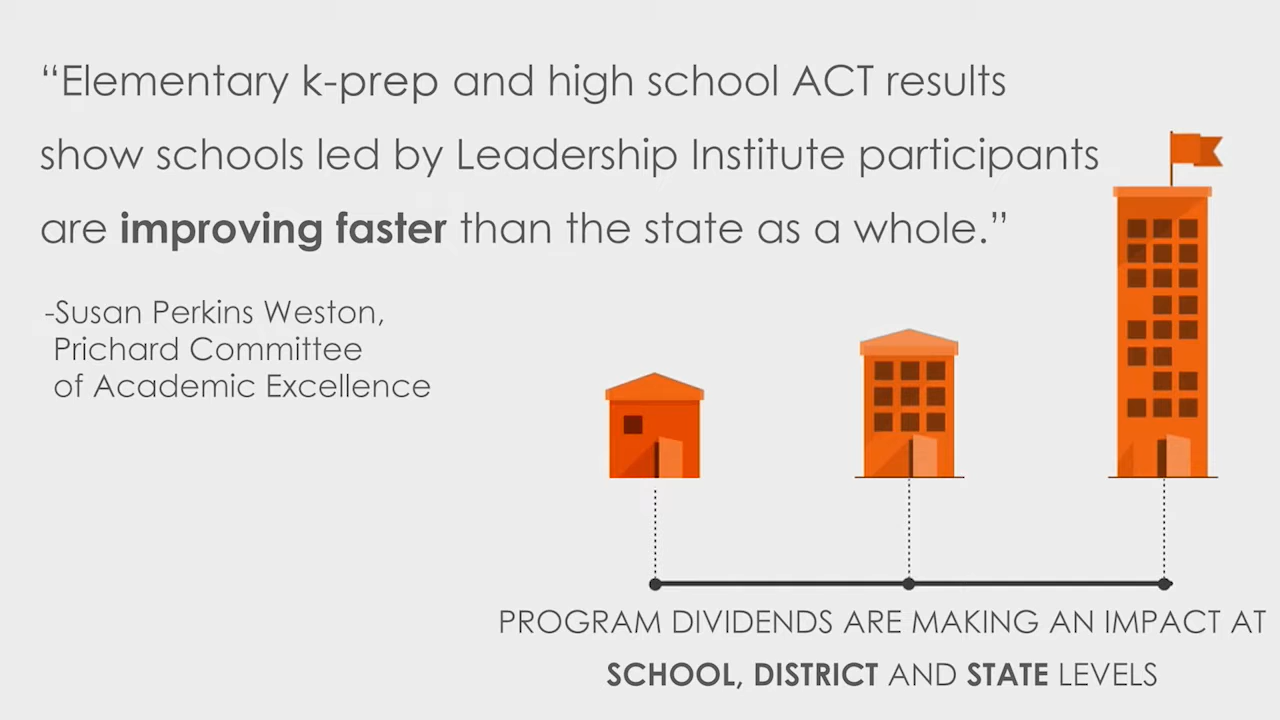 “Elementary k-prep and high school ACT results
show schools led by Leadership Institute participants
are improving faster than the state as a whole.”
-Susan Perkins Weston,
Prichard Committee
of Academic Excellence
PROGRAM DIVIDENDS ARE MAKING AN IMPACT AT
SCHOOL, DISTRICT AND STATE LEVELS